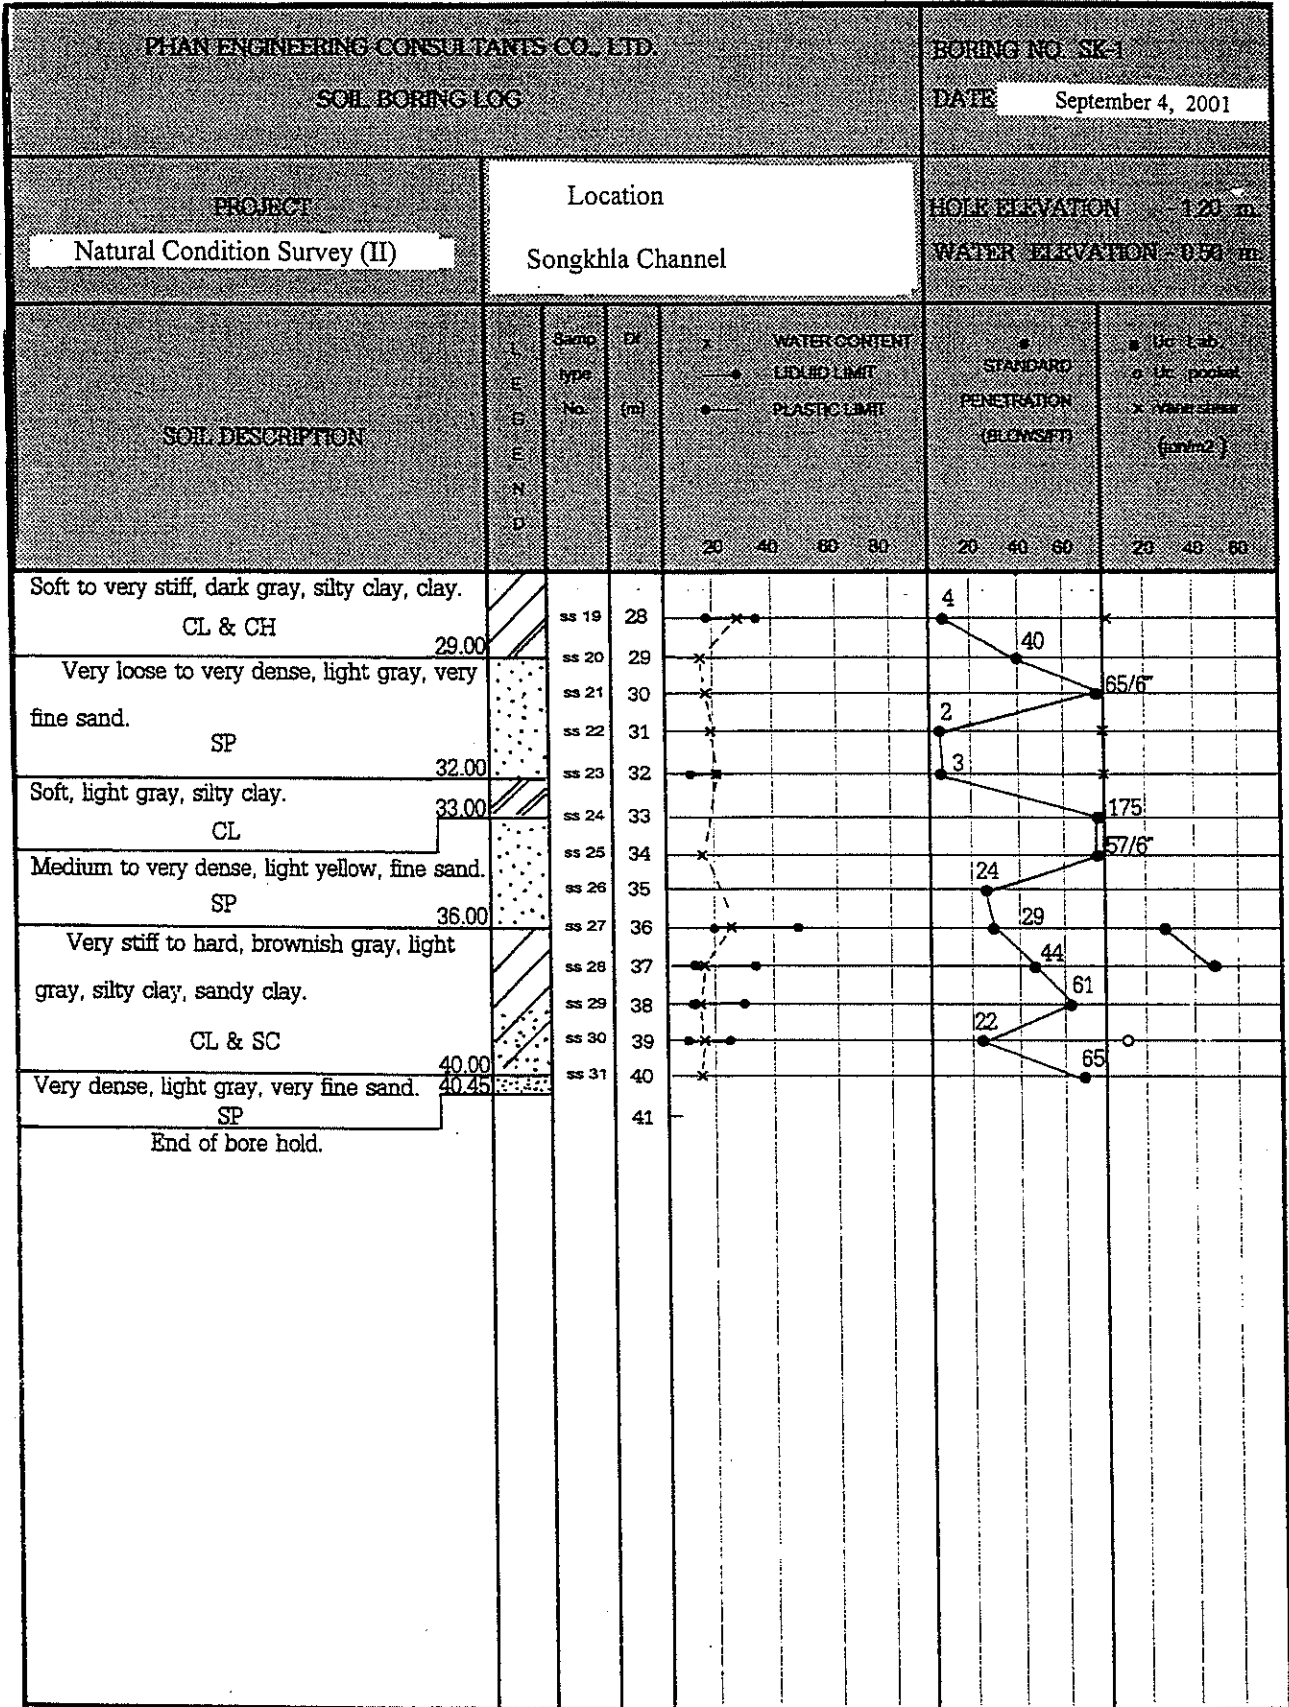 PHAN ENGINEERING CONSULTANTS CO., LTD.
SOIL BORING LOG
BORING NO. SK-1
DATE September 4, 2001
PROJECT
Natural Condition Survey (II)
Location
Songkhla Channel
HOLE ELEVATION - 1.20 m.
WATER ELEVATION - 0.50 m.
SOIL DESCRIPTION
LEGEND
Samp type No.
(m)
x WATER CONTENT
LIQUID LIMIT
PLASTIC LIMIT
20 40 60 80
STANDARD
PENETRATION
(BLOWS/FT)
20 40 60
Uc Lab.
o Uc pocket
x Vane shear
(ton/m2)
20 40 60
Soft to very stiff, dark gray, silty clay, clay.
CL & CH
29.00
Very loose to very dense, light gray, very
fine sand.
SP
32.00
Soft, light gray, silty clay.
33.00
CL
Medium to very dense, light yellow, fine sand.
SP
36.00
Very stiff to hard, brownish gray, light
gray, silty clay, sandy clay.
CL & SC
40.00
Very dense, light gray, very fine sand. 40.45
SP
End of bore hold.
ss 19 28 4
ss 20 29 40
ss 21 30 65/6"
ss 22 31 2
ss 23 32 3
ss 24 33 175
ss 25 34 57/6"
ss 26 35 24
ss 27 36 29
ss 28 37 44
ss 29 38 61
ss 30 39 22
ss 31 40 65
41